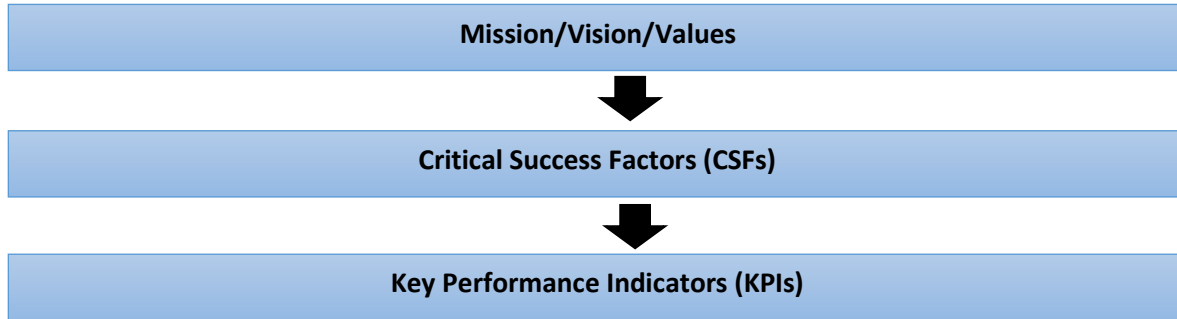 Mission/Vision/Values
Critical Success Factors (CSFs)
Key Performance Indicators (KPIs)